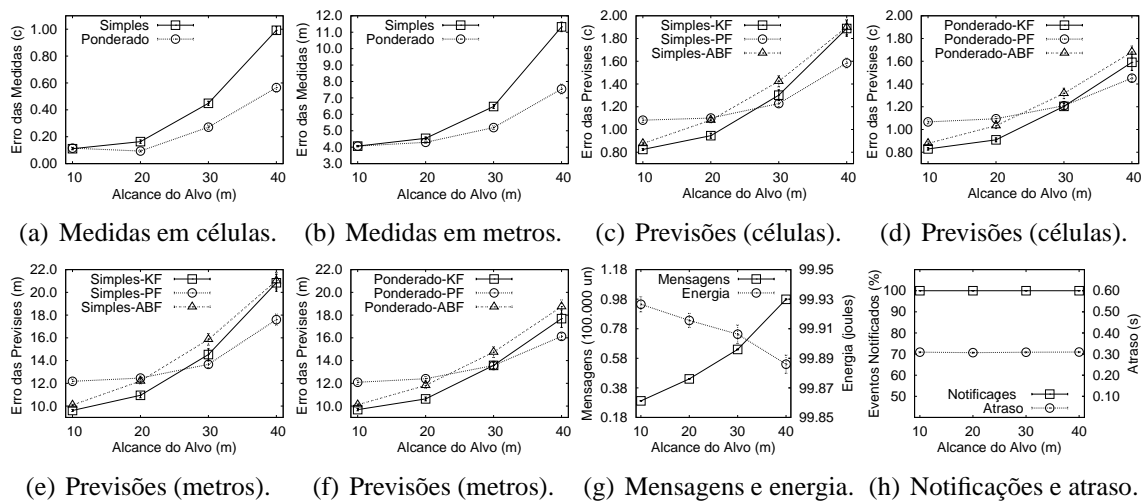 Erro das Medidas (c)
1.00
0.80
0.60
0.40
0.20
0.00
Simples
Ponderado
10 20 30 40
Alcance do Alvo (m)
(a) Medidas em células.
Erro das Medidas (m)
12.0
11.0
10.0
9.0
8.0
7.0
6.0
5.0
4.0
3.0
Simples
Ponderado
10 20 30 40
Alcance do Alvo (m)
(b) Medidas em metros.
Erro das Previsies (c)
2.00
1.80
1.60
1.40
1.20
1.00
0.80
Simples-KF
Simples-PF
Simples-ABF
10 20 30 40
Alcance do Alvo (m)
(c) Previsões (células).
Erro das Previsies (c)
2.00
1.80
1.60
1.40
1.20
1.00
0.80
Ponderado-KF
Ponderado-PF
Ponderado-ABF
10 20 30 40
Alcance do Alvo (m)
(d) Previsões (células).
Erro das Previsies (m)
22.0
20.0
18.0
16.0
14.0
12.0
10.0
Simples-KF
Simples-PF
Simples-ABF
10 20 30 40
Alcance do Alvo (m)
(e) Previsões (metros).
Erro das Previsies (m)
22.0
20.0
18.0
16.0
14.0
12.0
10.0
Ponderado-KF
Ponderado-PF
Ponderado-ABF
10 20 30 40
Alcance do Alvo (m)
(f) Previsões (metros).
Mensagens (100.000 un)
1.18
0.98
0.78
0.58
0.38
0.18
Mensagens
Energia
99.95
99.93
99.91
99.89
99.87
99.85
Energia (joules)
10 20 30 40
Alcance do Alvo (m)
(g) Mensagens e energia.
Eventos Notificados (%)
100
90
80
70
60
50
40
Notificaçes
Atraso
0.60
0.50
0.40
0.30
0.20
0.10
Atraso (s)
10 20 30 40
Alcance do Alvo (m)
(h) Notificações e atraso.